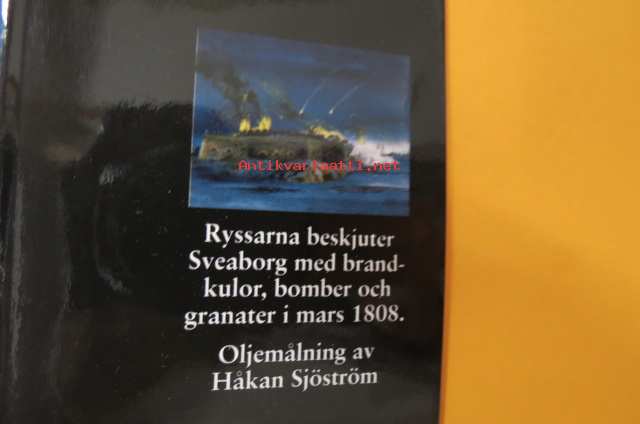 Antikvariaatti.net
Ryssarna beskjuter
Sveaborg med brand-
kulor, bomber och
granater i mars 1808.
Oljemålning av
Håkan Sjöström